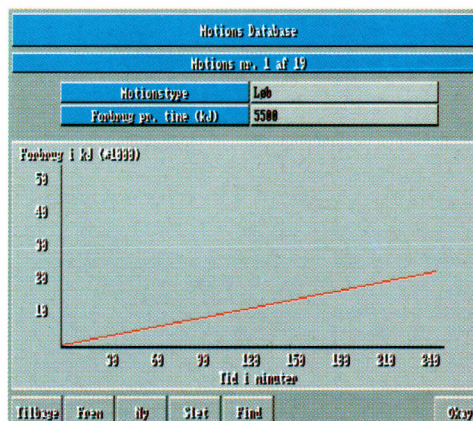 Motions Database
Motions nr. 1 af 19
Motionstype Løb
Forbrug pr. time (kJ) 5500
Forbrug i kJ (*1000)
50
40
30
20
10
30 60 90 120 150 180 210 240
Tid i minutter
Tilbage Frem Ny Slet Find Okay